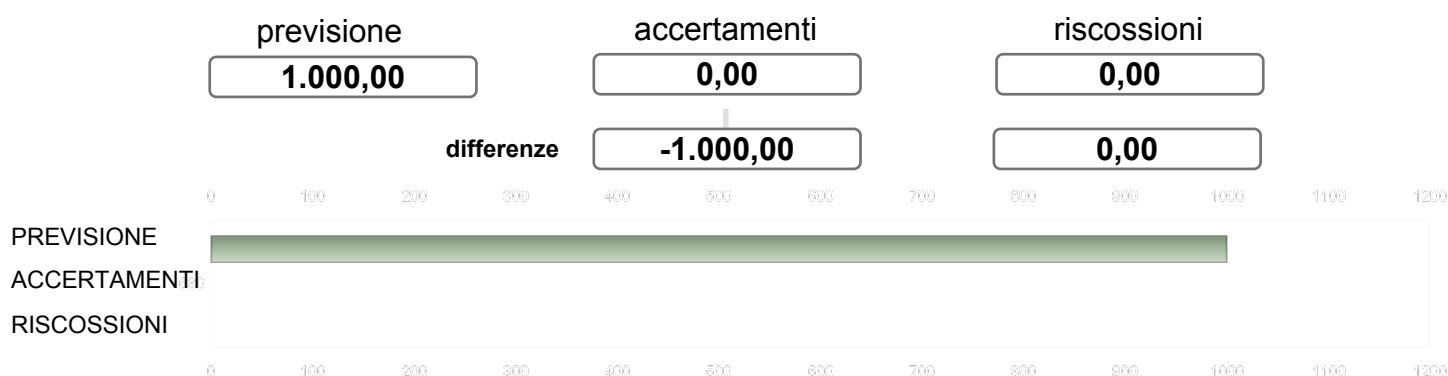 previsione accertamenti riscossioni
1.000,00 0,00 0,00
differenze -1.000,00 0,00
0 100 200 300 400 500 600 700 800 900 1000 1100 1200
PREVISIONE
ACCERTAMENTI
RISCOSSIONI
0 100 200 300 400 500 600 700 800 900 1000 1100 1200